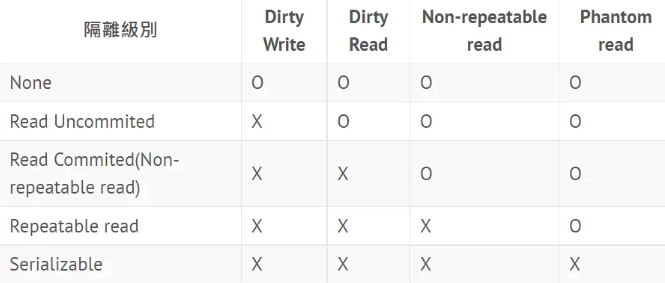 隔離級別 Dirty Write Dirty Read Non-repeatable read Phantom read
None O O O O
Read Uncommited X O O O
Read Commited(Non-repeatable read) X X O O
Repeatable read X X X O
Serializable X X X X